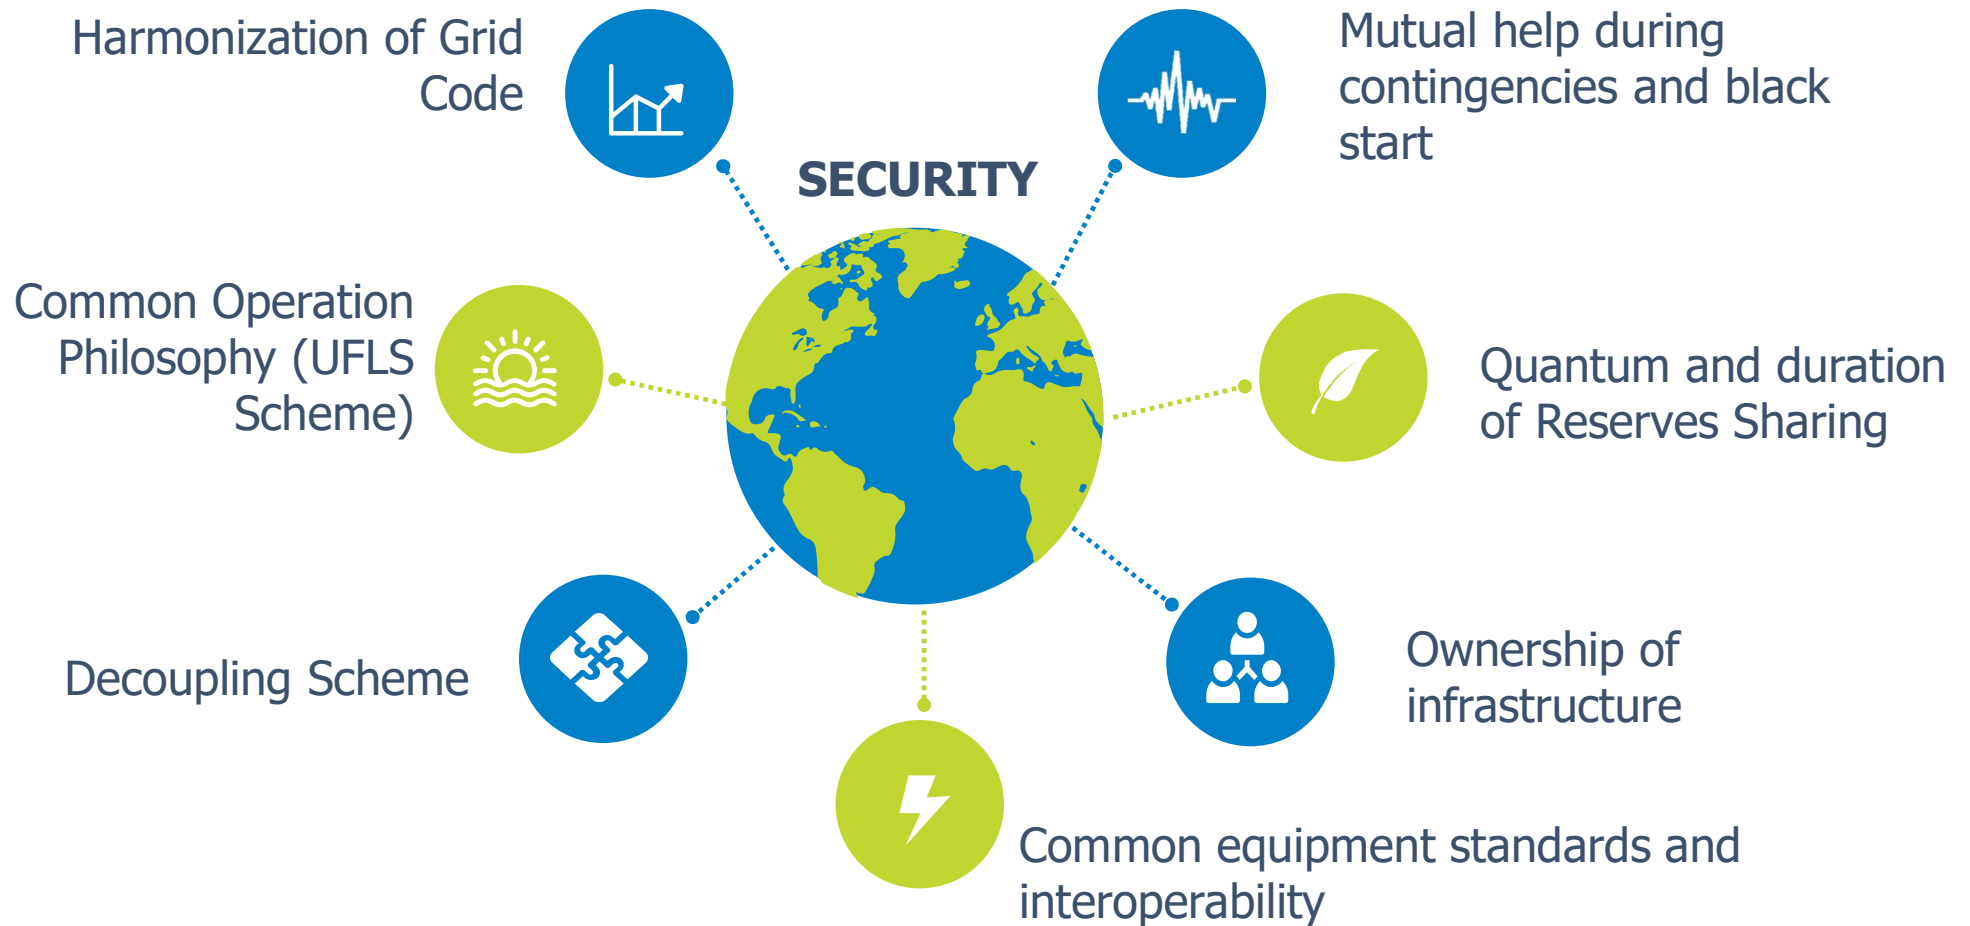 Harmonization of Grid
Code
Mutual help during
contingencies and black
start
SECURITY
Common Operation
Philosophy (UFLS
Scheme)
Quantum and duration
of Reserves Sharing
Decoupling Scheme
Ownership of
infrastructure
Common equipment standards and
interoperability